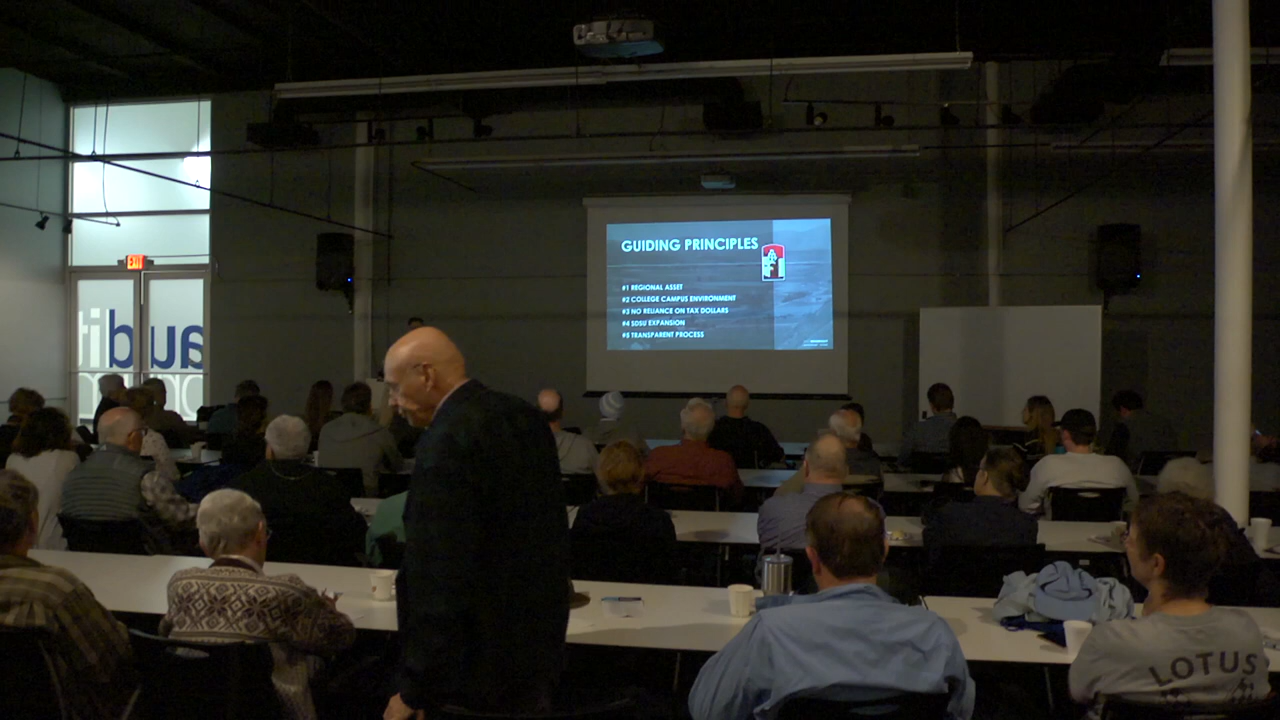 EXIT
GUIDING PRINCIPLES
#1 REGIONAL ASSET
#2 COLLEGE CAMPUS ENVIRONMENT
#3 NO RELIANCE ON TAX DOLLARS
#4 SDSU EXPANSION
#5 TRANSPARENT PROCESS
LOTUS